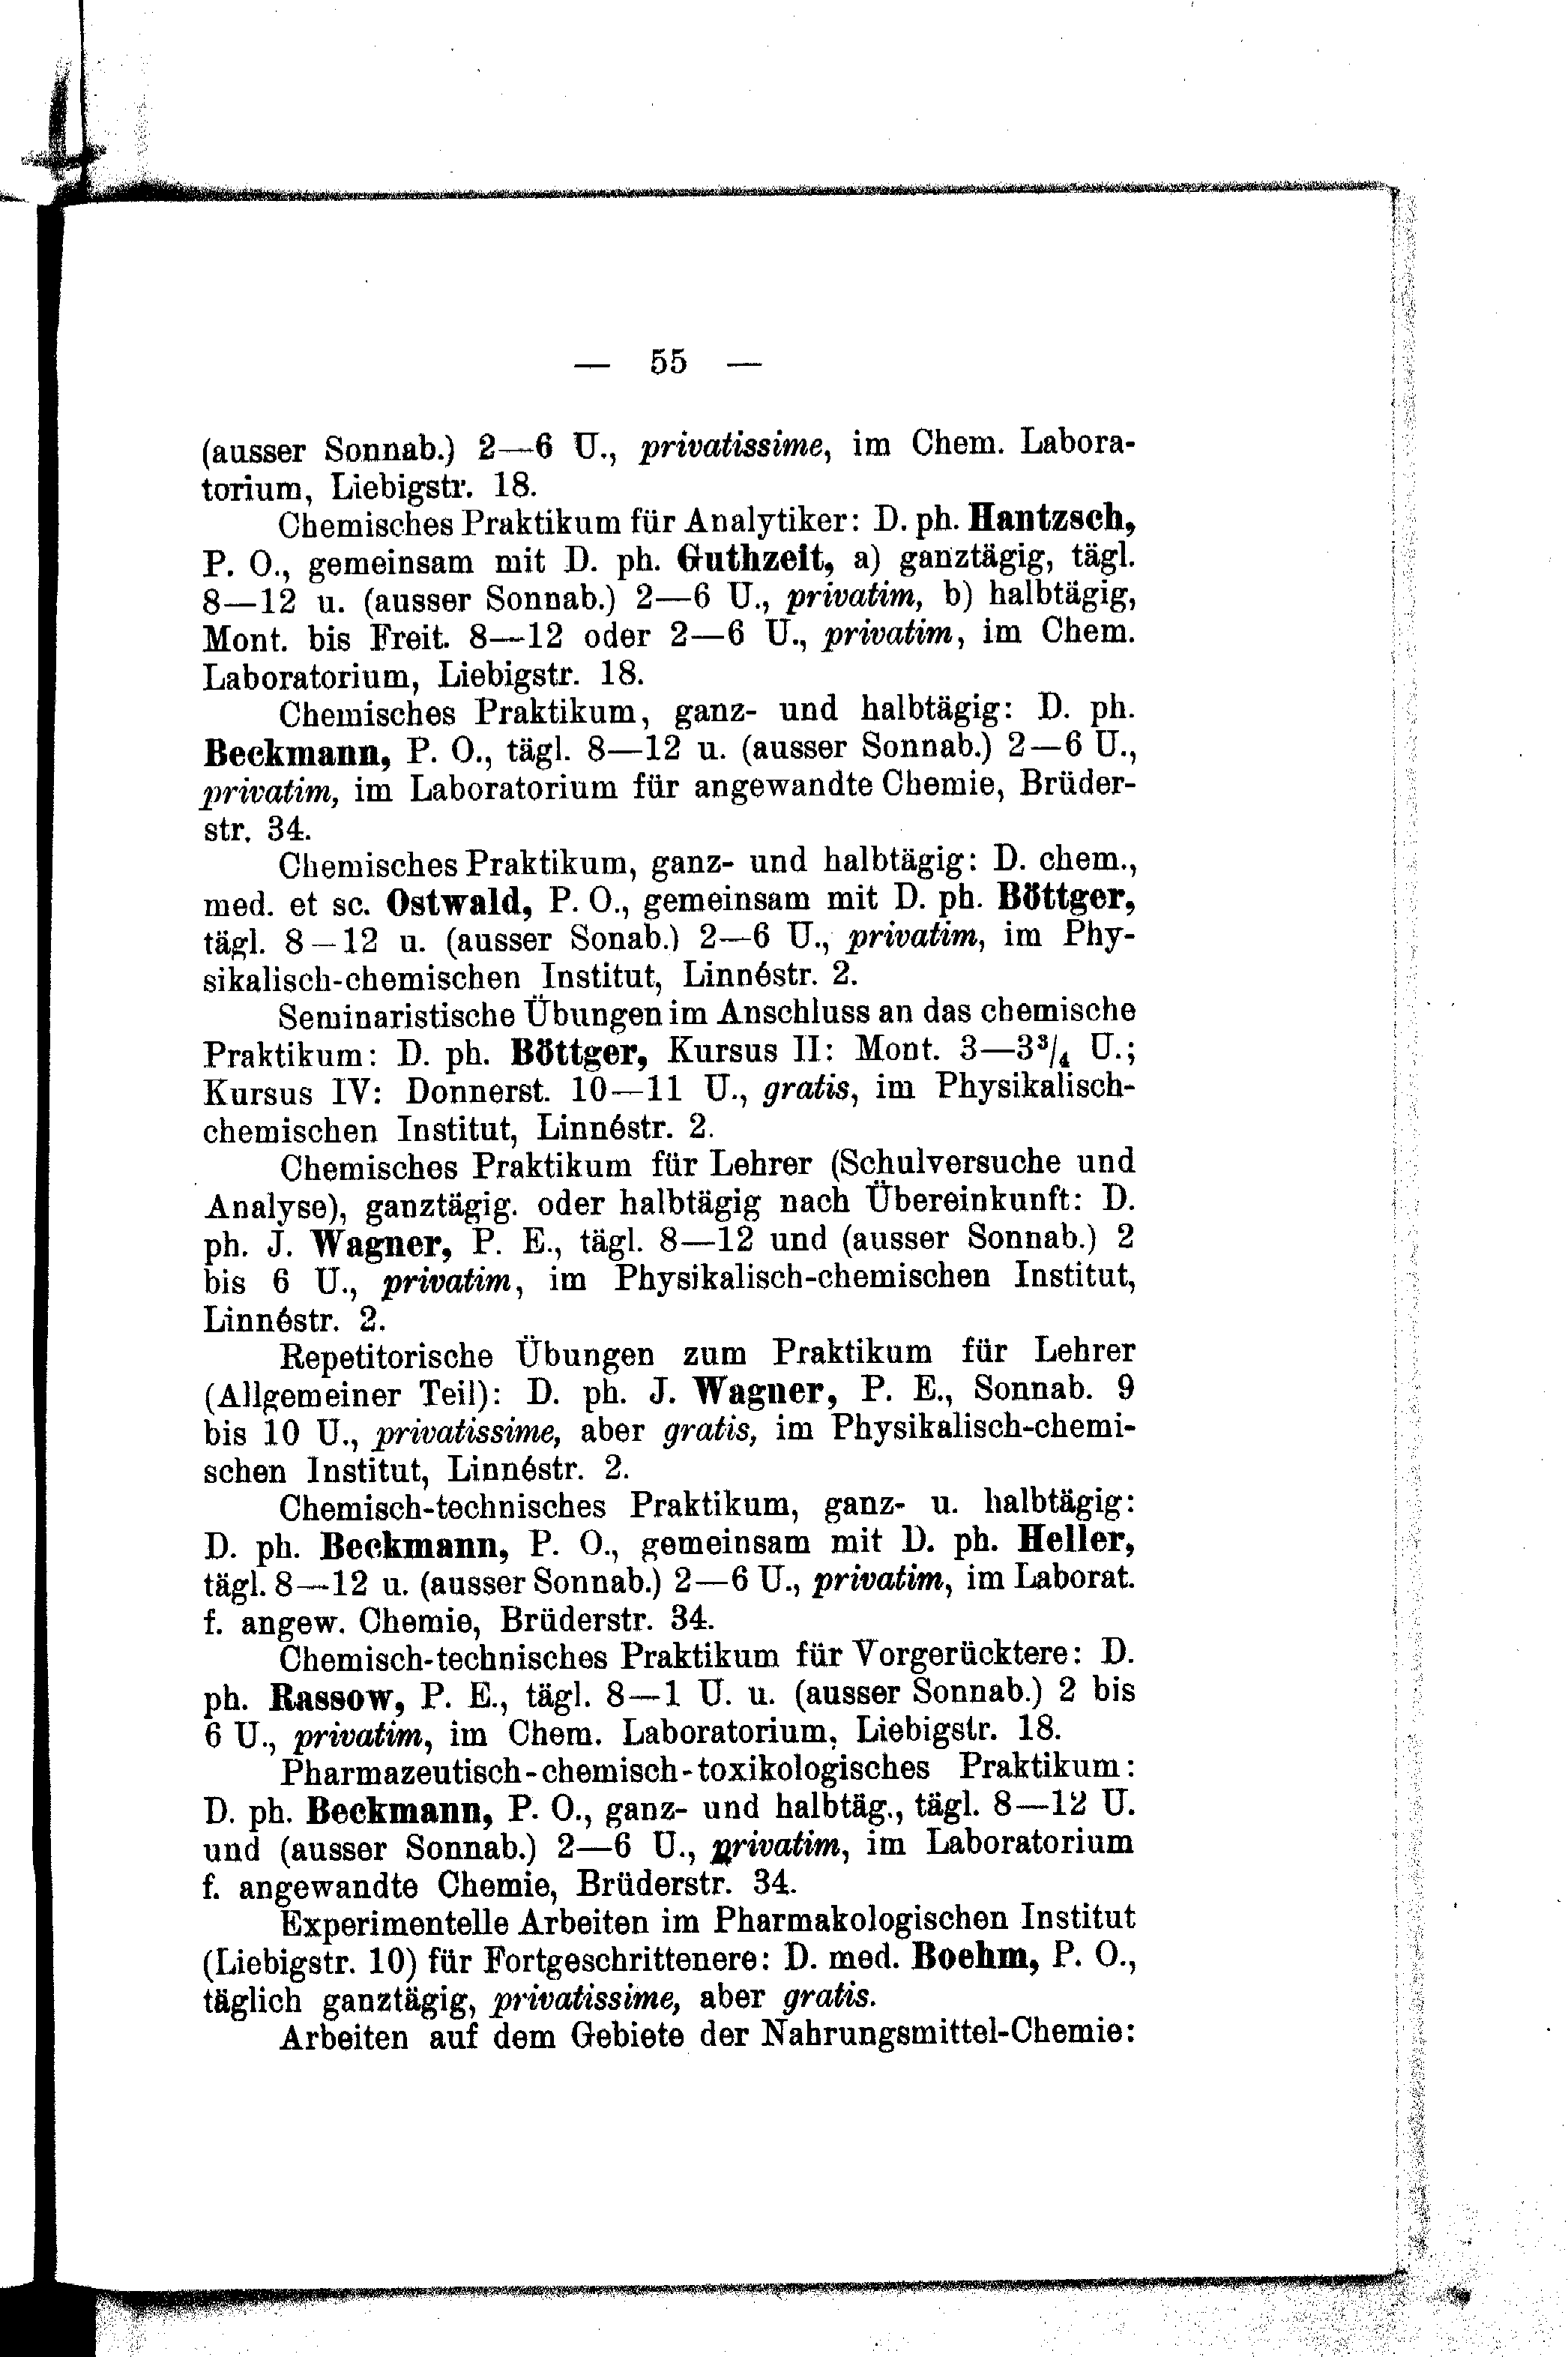 — 55 —
(ausser Sonnab.) 2—6 U., privatissime, im Chem. Labora-
torium, Liebigstr. 18.
Chemisches Praktikum für Analytiker: D. ph. Hantzsch,
P. O., gemeinsam mit D. ph. Guthzeit, a) ganztägig, tägl.
8—12 u. (ausser Sonnab.) 2—6 U., privatim, b) halbtägig,
Mont. bis Freit. 8—12 oder 2—6 U., privatim, im Chem.
Laboratorium, Liebigstr. 18.
Chemisches Praktikum, ganz- und halbtägig: D. ph.
Beckmann, P. O., tägl. 8—12 u. (ausser Sonnab.) 2—6 U.,
privatim, im Laboratorium für angewandte Chemie, Brüder-
str. 34.
Chemisches Praktikum, ganz- und halbtägig: D. chem.,
med. et sc. Ostwald, P. O., gemeinsam mit D. ph. Böttger,
tägl. 8—12 u. (ausser Sonab.) 2—6 U., privatim, im Phy-
sikalisch-chemischen Institut, Linnéstr. 2.
Seminaristische Übungen im Anschluss an das chemische
Praktikum: D. ph. Böttger, Kursus II: Mont. 3—3³/₄ U.;
Kursus IV: Donnerst. 10—11 U., gratis, im Physikalisch-
chemischen Institut, Linnéstr. 2.
Chemisches Praktikum für Lehrer (Schulversuche und
Analyse), ganztägig. oder halbtägig nach Übereinkunft: D.
ph. J. Wagner, P. E., tägl. 8—12 und (ausser Sonnab.) 2
bis 6 U., privatim, im Physikalisch-chemischen Institut,
Linnéstr. 2.
Repetitorische Übungen zum Praktikum für Lehrer
(Allgemeiner Teil): D. ph. J. Wagner, P. E., Sonnab. 9
bis 10 U., privatissime, aber gratis, im Physikalisch-chemi-
schen Institut, Linnéstr. 2.
Chemisch-technisches Praktikum, ganz- u. halbtägig:
D. ph. Beckmann, P. O., gemeinsam mit D. ph. Heller,
tägl. 8—12 u. (ausser Sonnab.) 2—6 U., privatim, im Laborat.
f. angew. Chemie, Brüderstr. 34.
Chemisch-technisches Praktikum für Vorgerücktere: D.
ph. Rassow, P. E., tägl. 8—1 U. u. (ausser Sonnab.) 2 bis
6 U., privatim, im Chem. Laboratorium, Liebigstr. 18.
Pharmazeutisch-chemisch-toxikologisches Praktikum:
D. ph. Beckmann, P. O., ganz- und halbtäg., tägl. 8—12 U.
und (ausser Sonnab.) 2—6 U., privatim, im Laboratorium
f. angewandte Chemie, Brüderstr. 34.
Experimentelle Arbeiten im Pharmakologischen Institut
(Liebigstr. 10) für Fortgeschrittenere: D. med. Boehm, P. O.,
täglich ganztägig, privatissime, aber gratis.
Arbeiten auf dem Gebiete der Nahrungsmittel-Chemie: